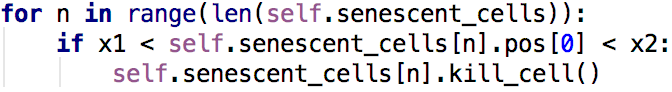 for n in range(len(self.senescent_cells)):
    if x1 < self.senescent_cells[n].pos[0] < x2:
        self.senescent_cells[n].kill_cell()